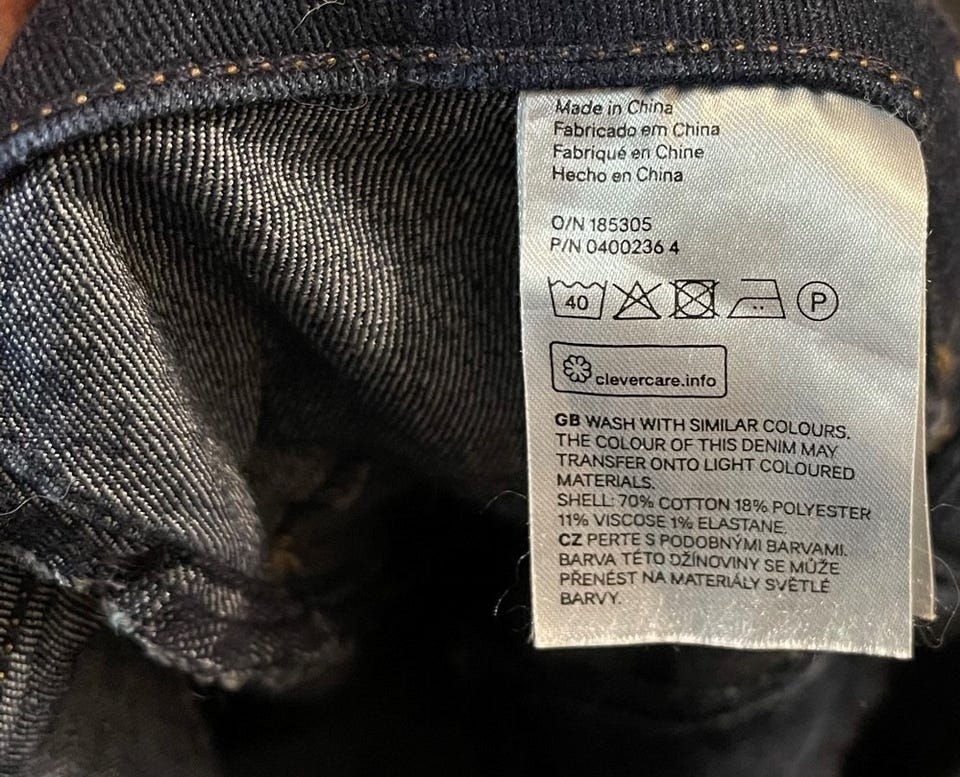 Made in China
Fabricado em China
Fabriqué en Chine
Hecho en China
O/N 185305
P/N 0400236 4
40
P
clevercare.info
GB WASH WITH SIMILAR COLOURS.
THE COLOUR OF THIS DENIM MAY
TRANSFER ONTO LIGHT COLOURED
MATERIALS.
SHELL: 70% COTTON 18% POLYESTER
11% VISCOSE 1% ELASTANE.
CZ PERTE S PODOBNÝMI BARVAMI.
BARVA TÉTO DŽÍNOVINY SE MŮŽE
PŘENÉST NA MATERIÁLY SVĚTLÉ
BARVY.